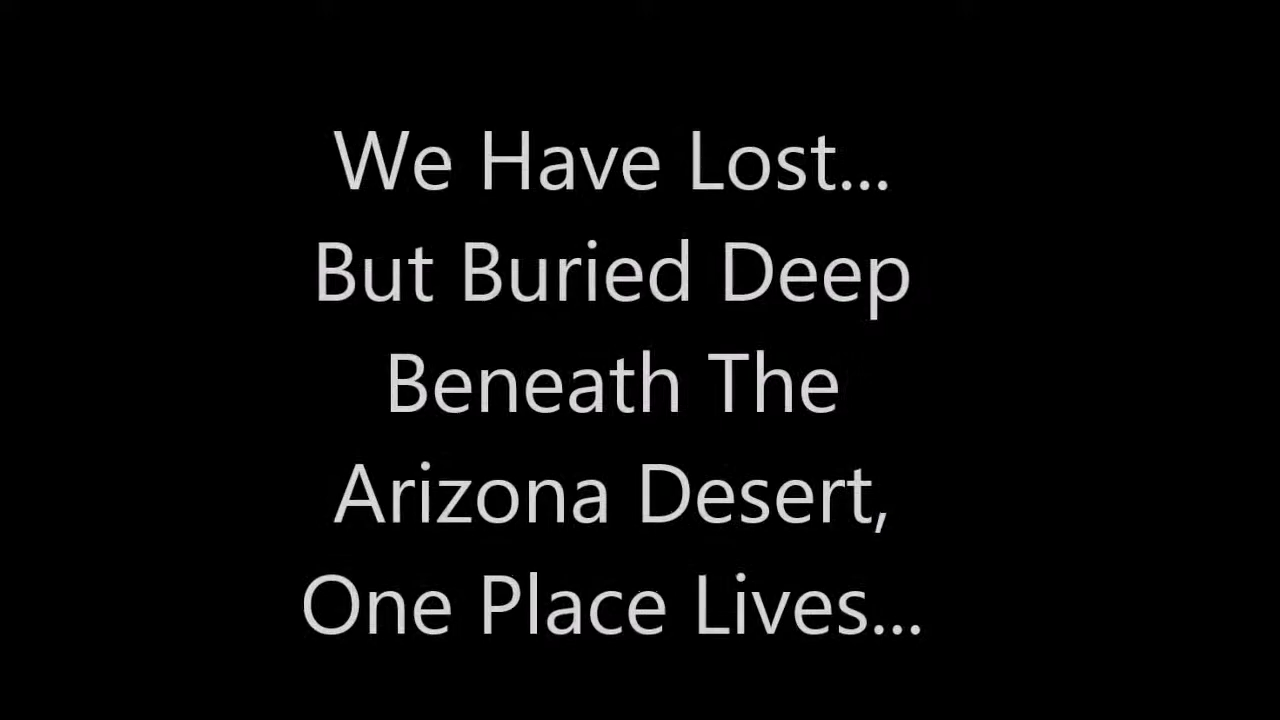 We Have Lost...
But Buried Deep
Beneath The
Arizona Desert,
One Place Lives...